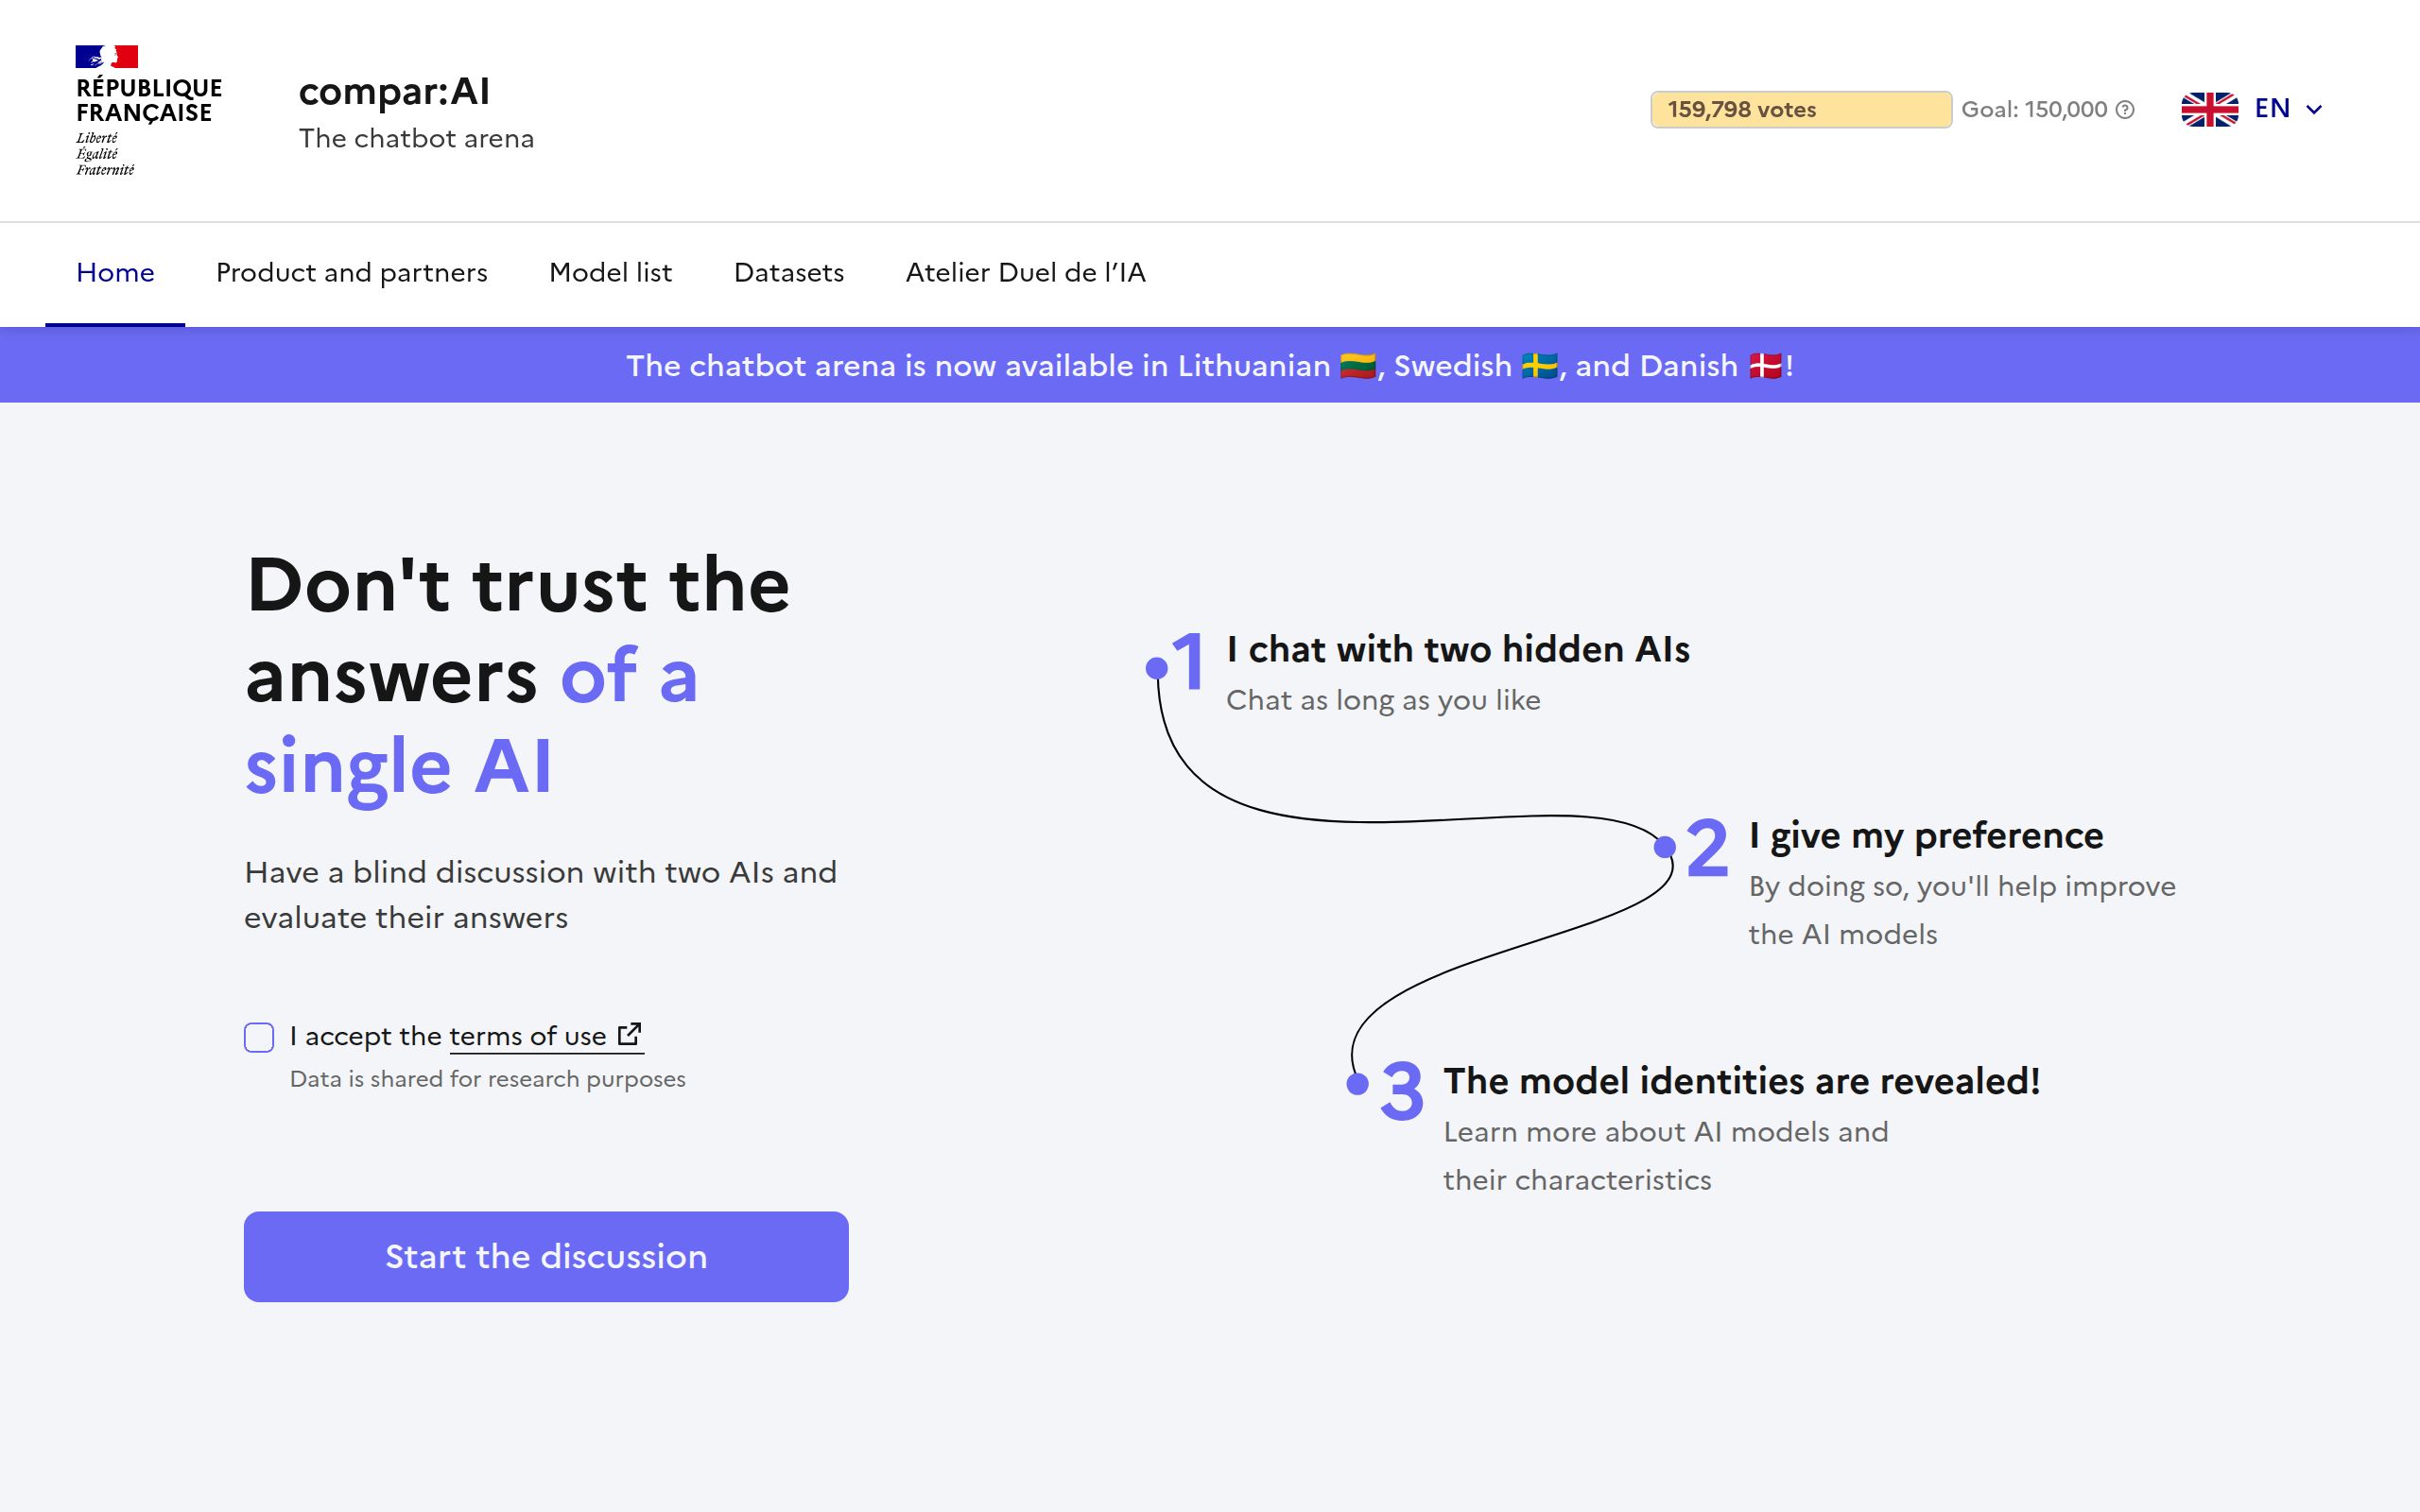 RÉPUBLIQUE
FRANÇAISE
Liberté
Égalité
Fraternité
compar:AI
The chatbot arena
159,798 votes
Goal: 150,000
EN
Home
Product and partners
Model list
Datasets
Atelier Duel de l’IA
The chatbot arena is now available in Lithuanian 🇱🇹, Swedish 🇸🇪, and Danish 🇩🇰!
Don't trust the
answers of a
single AI
Have a blind discussion with two AIs and
evaluate their answers
I accept the terms of use
Data is shared for research purposes
Start the discussion
1 I chat with two hidden AIs
Chat as long as you like
2 I give my preference
By doing so, you'll help improve
the AI models
3 The model identities are revealed!
Learn more about AI models and
their characteristics